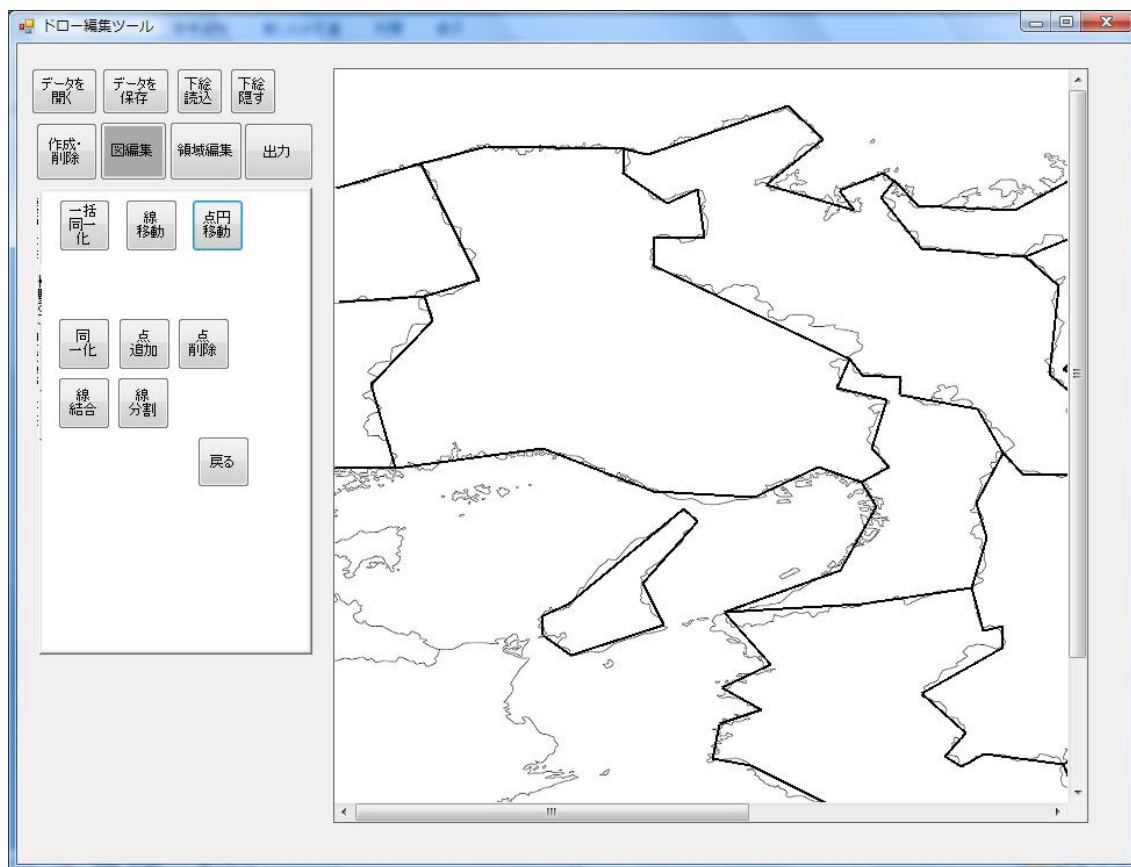 ドロー編集ツール
データを
開く
データを
保存
下絵
読込
下絵
隠す
作成・
削除
図編集
領域編集
出力
一括
同一
化
線
移動
点円
移動
同
一化
点
追加
点
削除
線
結合
線
分割
戻る